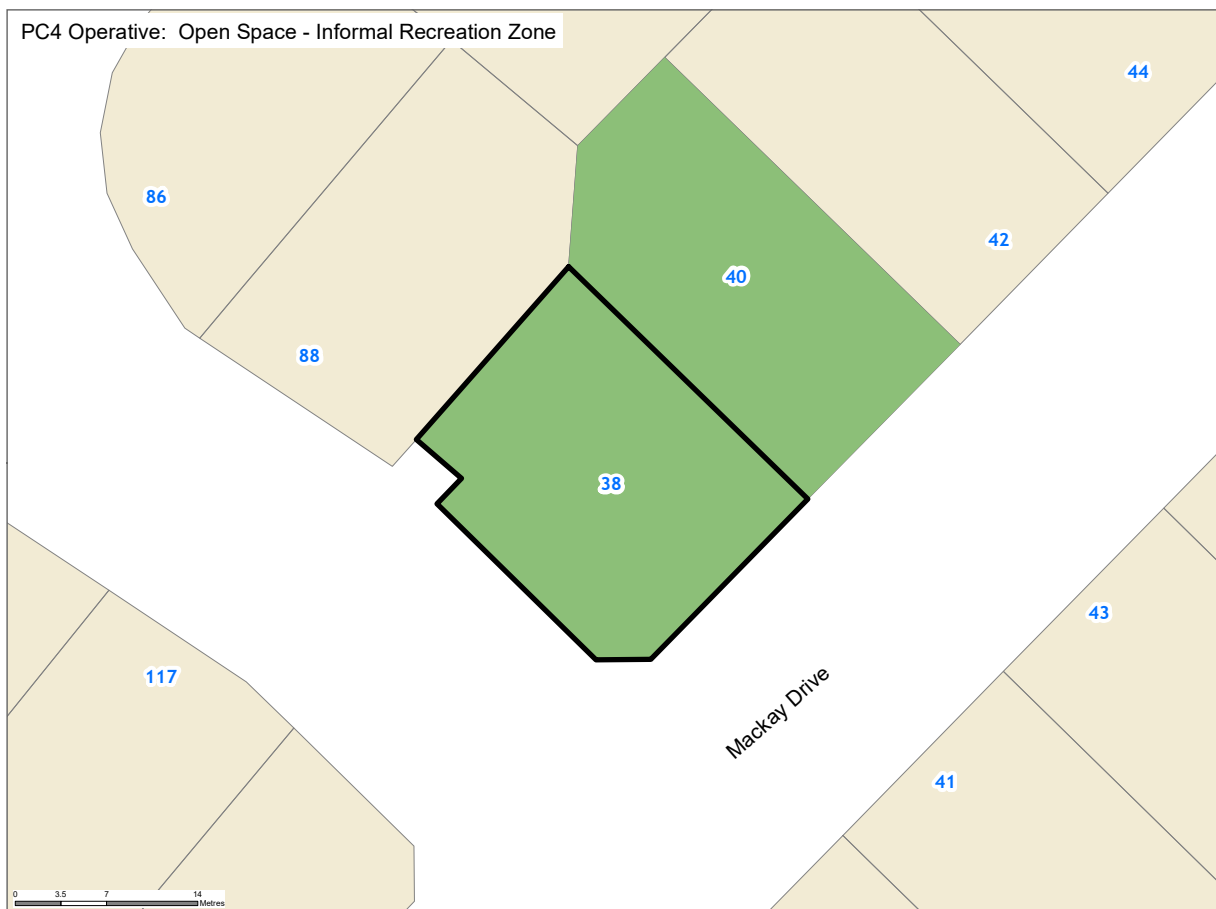 PC4 Operative:  Open Space - Informal Recreation Zone
44
86
42
40
88
38
43
117
Mackay Drive
41
0 3.5 7 14
Metres